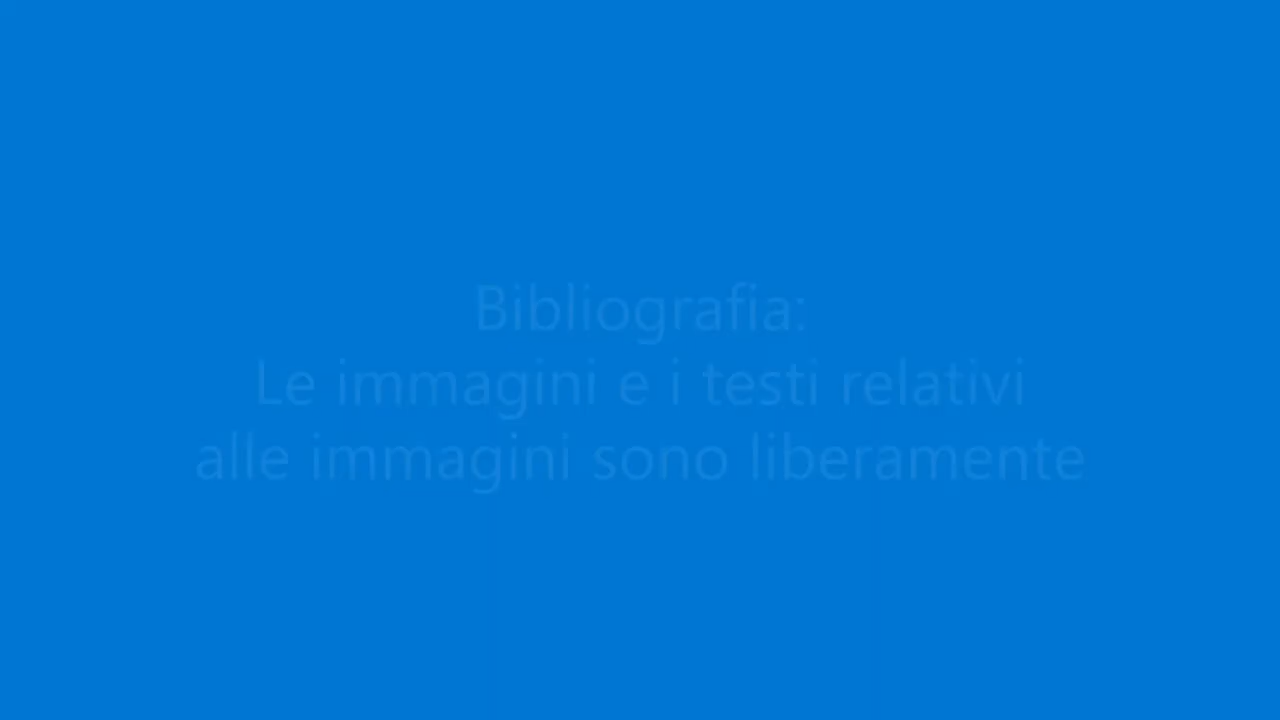 Bibliografia:
Le immagini e i testi relativi
alle immagini sono liberamente